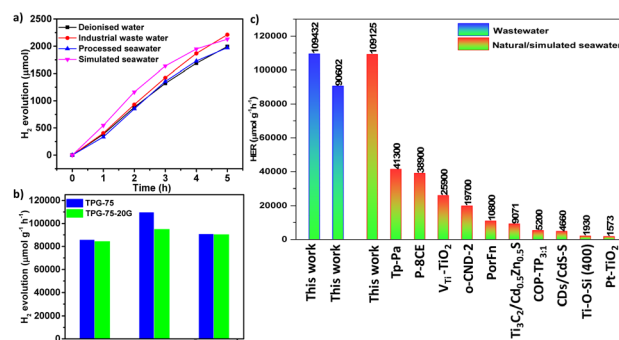 a)
Deionised water
Industrial waste water
Processed seawater
Simulated seawater
H2 evolution (μmol)
2500
2000
1500
1000
500
0
0 1 2 3 4 5
Time (h)
b)
TPG-75
TPG-75-20G
H2 evolution (μmol g-1 h-1)
120000
100000
80000
60000
40000
20000
0
c)
Wastewater
Natural/simulated seawater
HER (μmol g-1h-1)
120000
100000
80000
60000
40000
20000
0
109432
90602
109125
41300
38900
25900
19700
10800
9071
5200
4660
1930
1573
This work
This work
This work
Tp-Pa
P-8CE
VTi-TiO2
o-CND-2
PorFn
Ti3C2/Cd0.5Zn0.5S
COP-TP3:1
CDs/CdS-S
Ti-O-Si (400)
Pt-TiO2